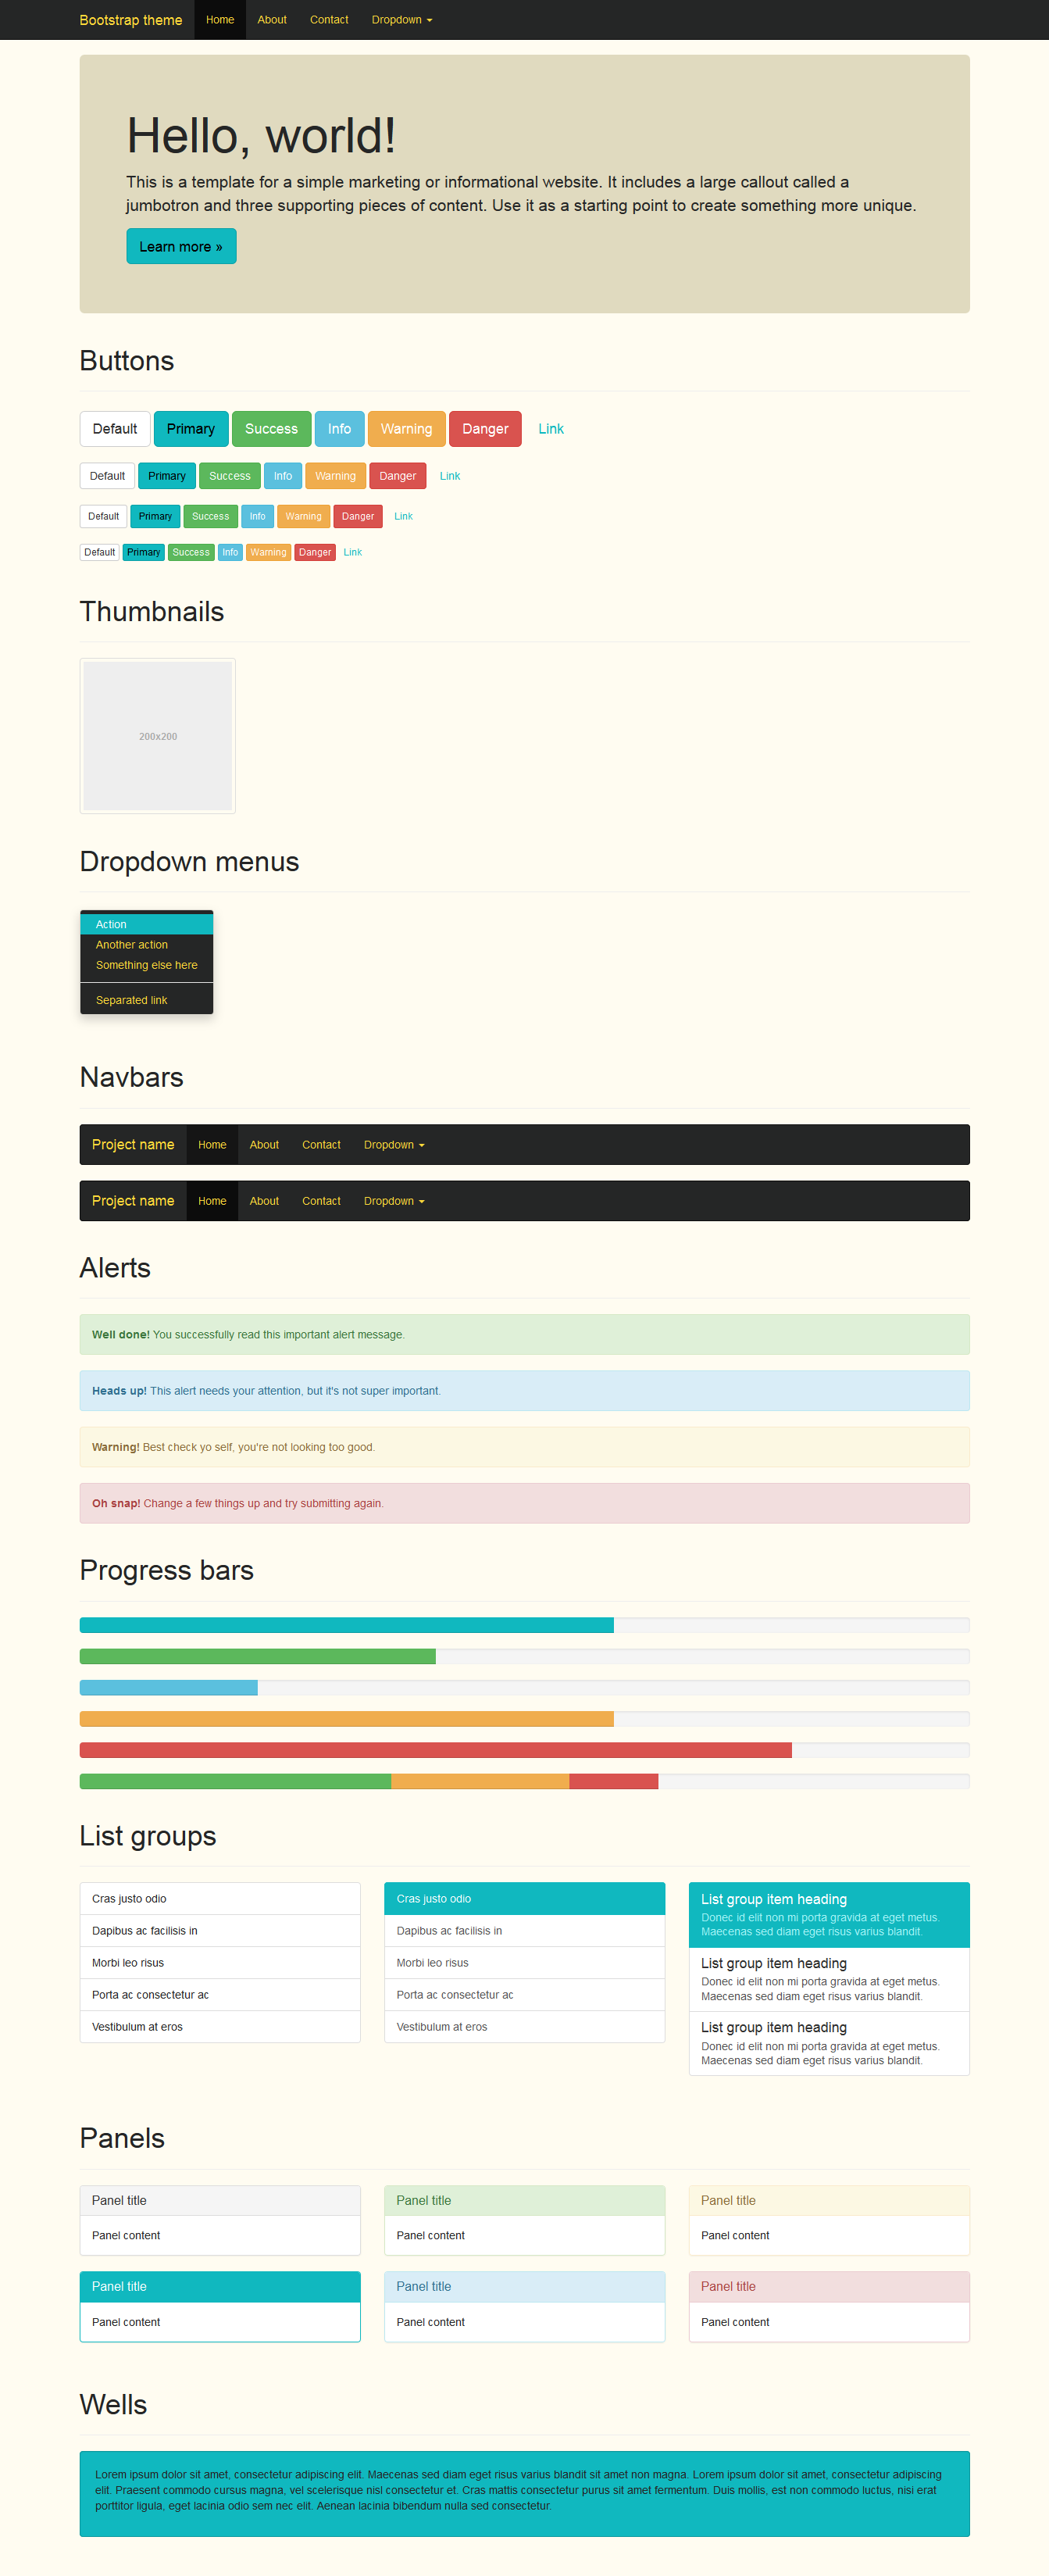 Bootstrap theme Home About Contact Dropdown
Hello, world!
This is a template for a simple marketing or informational website. It includes a large callout called a
jumbotron and three supporting pieces of content. Use it as a starting point to create something more unique.
Learn more »
Buttons
Default Primary Success Info Warning Danger Link
Default Primary Success Info Warning Danger Link
Default Primary Success Info Warning Danger Link
Default Primary Success Info Warning Danger Link
Thumbnails
200x200
Dropdown menus
Action
Another action
Something else here
Separated link
Navbars
Project name Home About Contact Dropdown
Project name Home About Contact Dropdown
Alerts
Well done! You successfully read this important alert message.
Heads up! This alert needs your attention, but it's not super important.
Warning! Best check yo self, you're not looking too good.
Oh snap! Change a few things up and try submitting again.
Progress bars
List groups
Cras justo odio
Dapibus ac facilisis in
Morbi leo risus
Porta ac consectetur ac
Vestibulum at eros
Cras justo odio
Dapibus ac facilisis in
Morbi leo risus
Porta ac consectetur ac
Vestibulum at eros
List group item heading
Donec id elit non mi porta gravida at eget metus.
Maecenas sed diam eget risus varius blandit.
List group item heading
Donec id elit non mi porta gravida at eget metus.
Maecenas sed diam eget risus varius blandit.
List group item heading
Donec id elit non mi porta gravida at eget metus.
Maecenas sed diam eget risus varius blandit.
Panels
Panel title
Panel content
Panel title
Panel content
Panel title
Panel content
Panel title
Panel content
Panel title
Panel content
Panel title
Panel content
Wells
Lorem ipsum dolor sit amet, consectetur adipiscing elit. Maecenas sed diam eget risus varius blandit sit amet non magna. Lorem ipsum dolor sit amet, consectetur adipiscing
elit. Praesent commodo cursus magna, vel scelerisque nisl consectetur et. Cras mattis consectetur purus sit amet fermentum. Duis mollis, est non commodo luctus, nisi erat
porttitor ligula, eget lacinia odio sem nec elit. Aenean lacinia bibendum nulla sed consectetur.